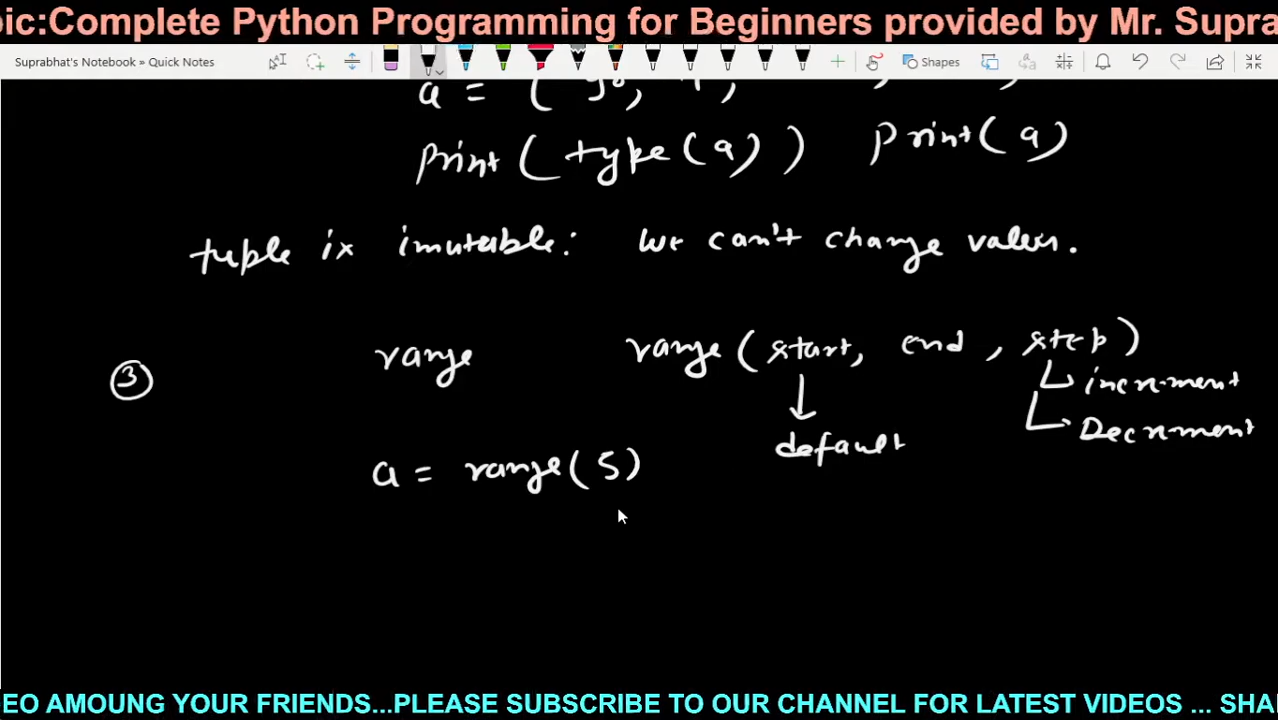 pic:Complete Python Programming for Beginners provided by Mr. Supra
Suprabhat's Notebook » Quick Notes
Shapes
a = (
print(type(a)) print(a)
tuple is imutable: we can't change values.
③ range range(start, end, step)
increment
default Decrement
a = range(5)
EO AMOUNG YOUR FRIENDS...PLEASE SUBSCRIBE TO OUR CHANNEL FOR LATEST VIDEOS ... SHA